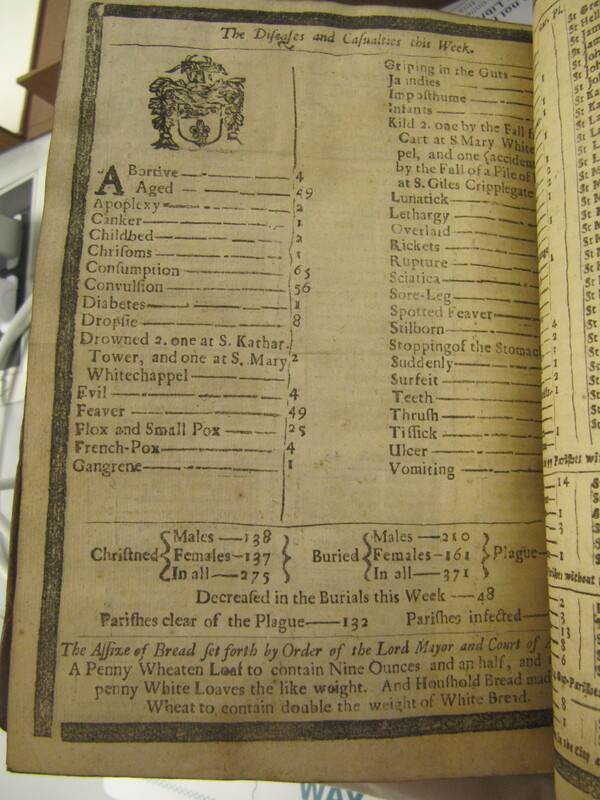 The Diſeaſes and Caſualties this Week.
ABortive — 4
Aged — 49
Apoplexy — 2
Canker — 1
Childbed — 2
Chriſoms — 1
Conſumption — 65
Convulſion — 56
Diabetes — 1
Dropſie — 8
Drowned 2. one at S. Kathar.
Tower, and one at S. Mary 2
Whitechappel
Evil — 4
Feaver — 49
Flox and Small Pox — 25
French-Pox — 4
Gangrene — 1
Griping in the Guts
Jaundies
Impoſthume
Infants
Kild 2. one by the Fall f
Cart at S Mary White
pel, and one (acciden
by the Fall of a Pile of
at S. Giles Cripplegate
Lunatick
Lethargy
Overlaid
Rickets
Rupture
Sciatica
Sore-Leg
Spotted Feaver
Stilborn
Stopping of the Stomac
Suddenly
Surfeit
Teeth
Thruſh
Tiſſick
Ulcer
Vomiting
Chriſtned { Males — 138
Females — 137
In all — 275 }
Buried { Males — 210
Females — 161
In all — 371 } Plague
Decreaſed in the Burials this Week — 48
Pariſhes clear of the Plague — 132 Pariſhes infected
The Aſſize of Bread ſet forth by Order of the Lord Mayor and Court of
A Penny Wheaten Loaf to contain Nine Ounces and an half, and
penny White Loaves the like weight. And Houſhold Bread mad
Wheat to contain double the weight of White Bread.
WAY